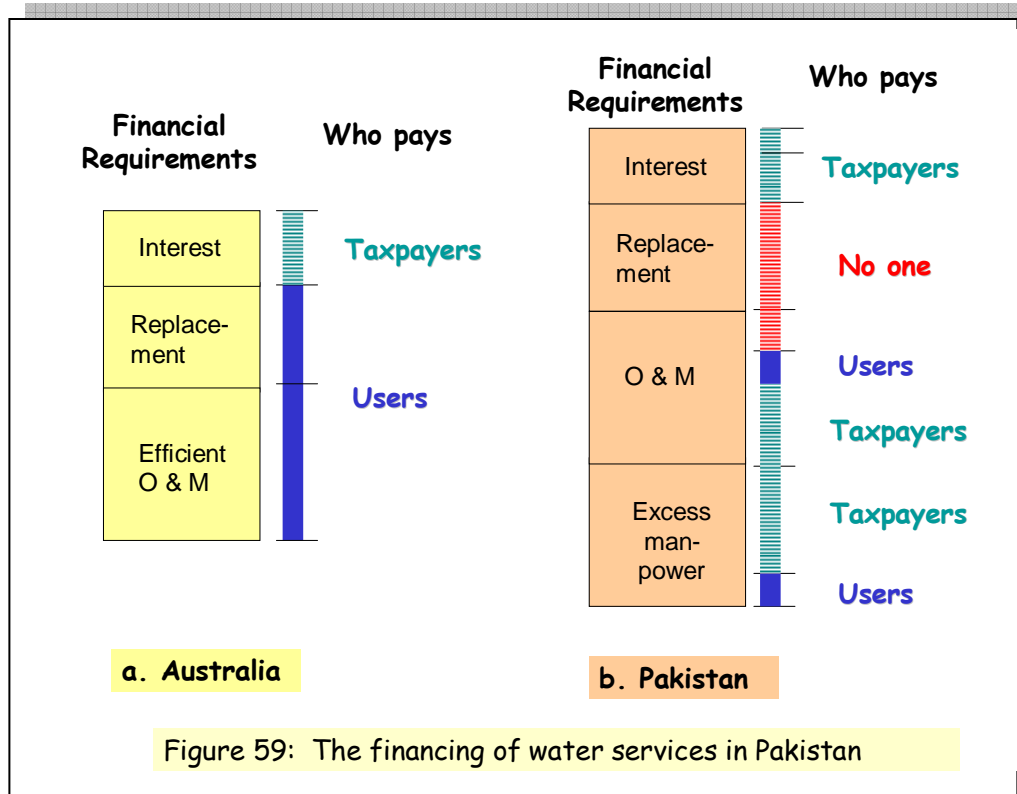 Financial
Requirements
Who pays
Interest
Replace-
ment
Efficient
O & M
Taxpayers
Users
a. Australia
Financial
Requirements
Who pays
Interest
Replace-
ment
O & M
Excess
man-
power
Taxpayers
No one
Users
Taxpayers
Taxpayers
Users
b. Pakistan
Figure 59: The financing of water services in Pakistan